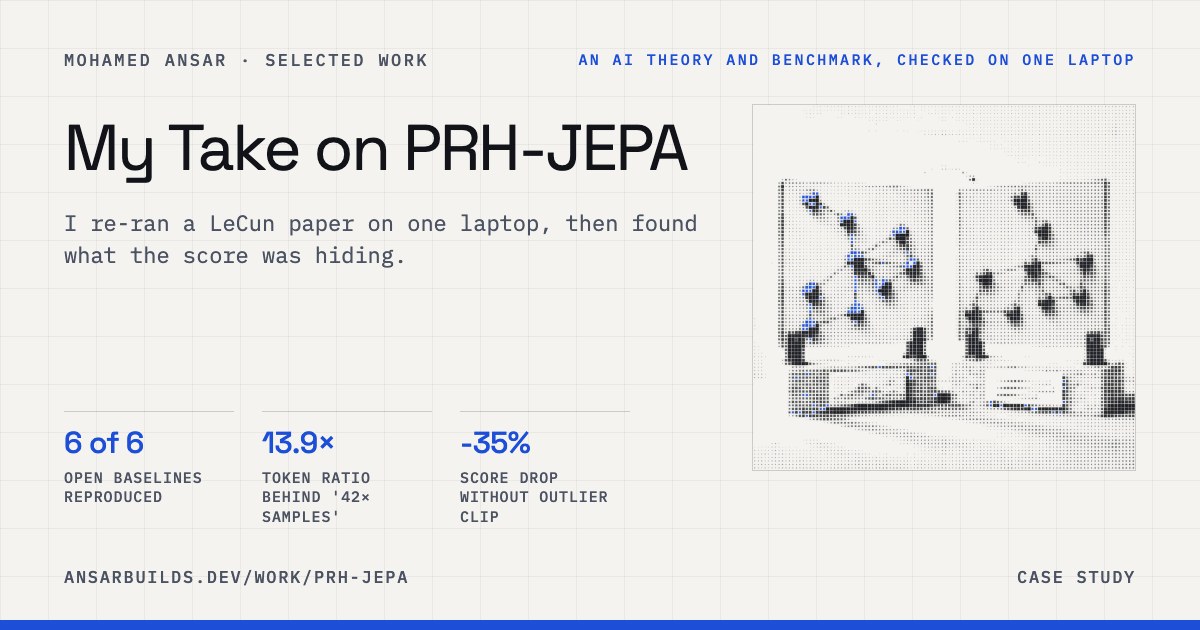 MOHAMED ANSAR · SELECTED WORK
AN AI THEORY AND BENCHMARK, CHECKED ON ONE LAPTOP
My Take on PRH-JEPA
I re-ran a LeCun paper on one laptop, then found
what the score was hiding.
6 of 6
OPEN BASELINES
REPRODUCED
13.9×
TOKEN RATIO
BEHIND '42×
SAMPLES'
-35%
SCORE DROP
WITHOUT OUTLIER
CLIP
ANSARBUILDS.DEV/WORK/PRH-JEPA
CASE STUDY